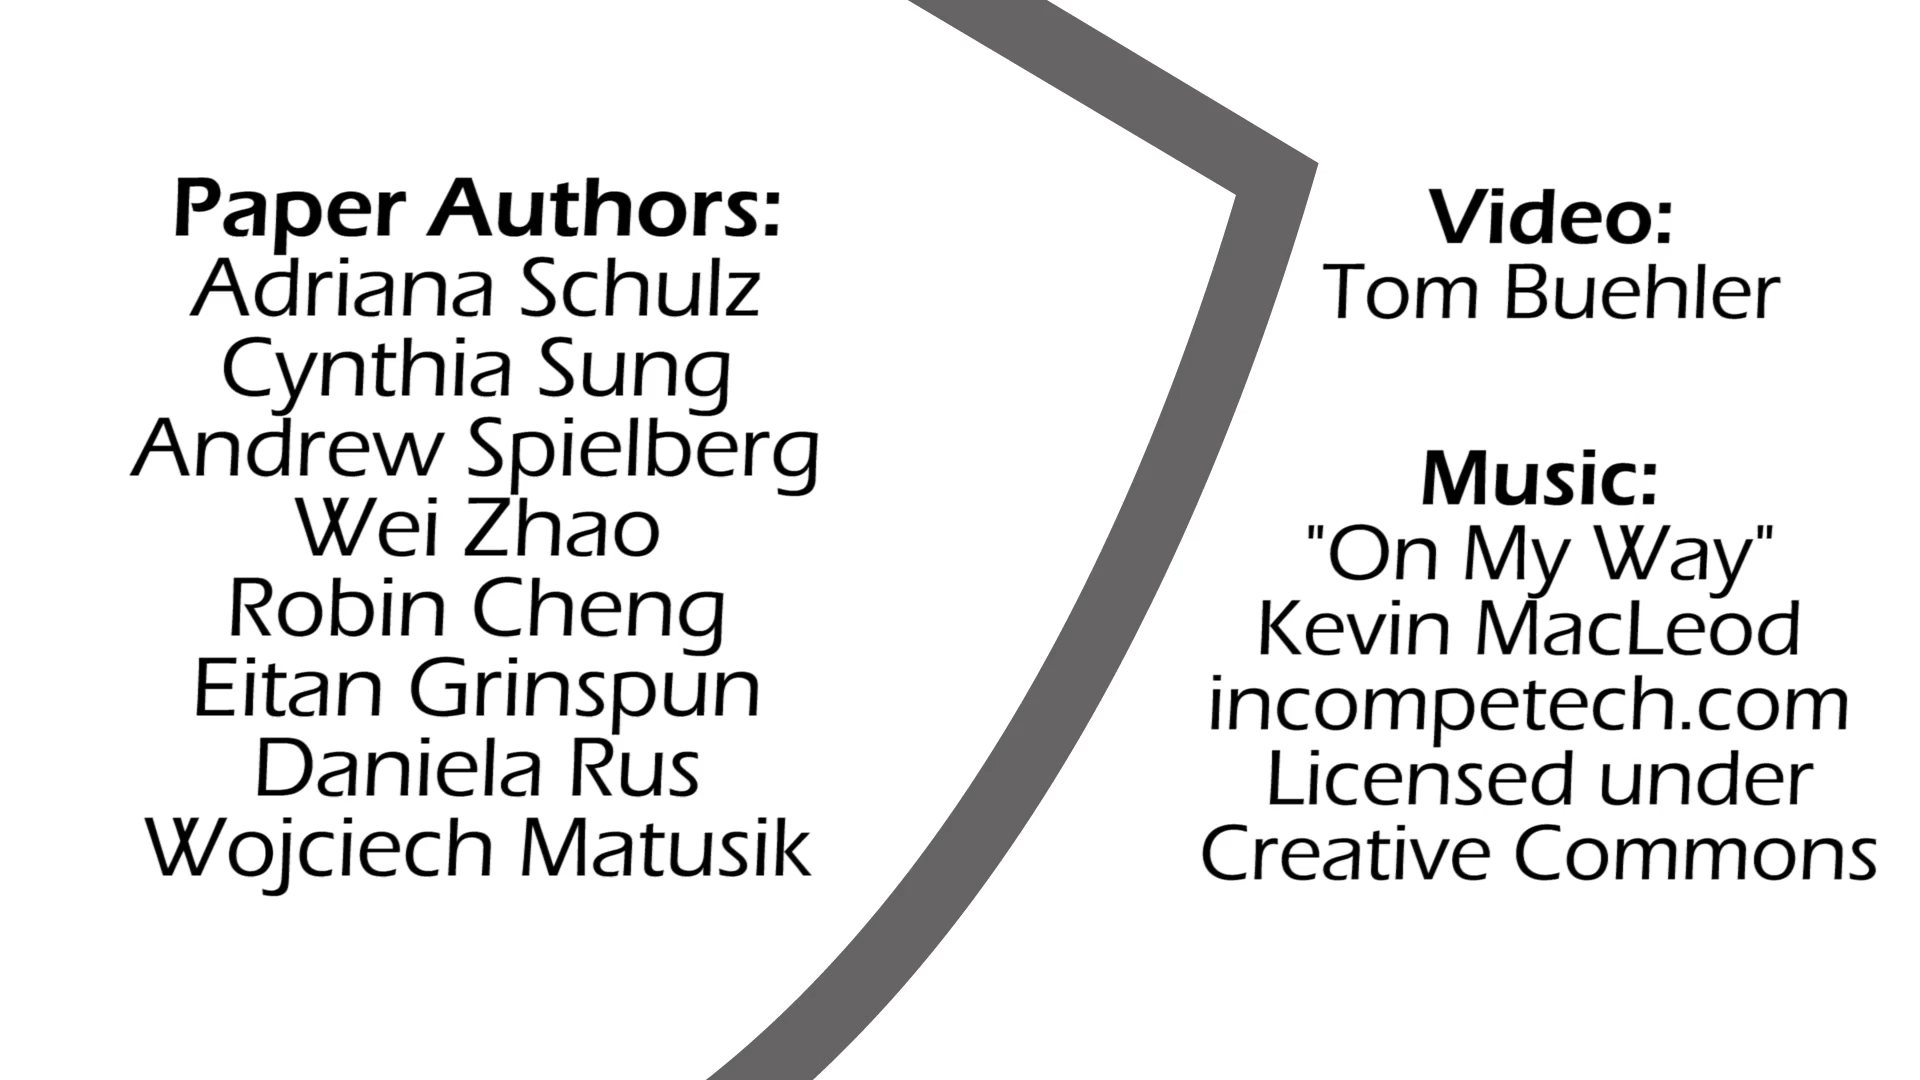 Paper Authors:
Adriana Schulz
Cynthia Sung
Andrew Spielberg
Wei Zhao
Robin Cheng
Eitan Grinspun
Daniela Rus
Wojciech Matusik
Video:
Tom Buehler
Music:
"On My Way"
Kevin MacLeod
incompetech.com
Licensed under
Creative Commons